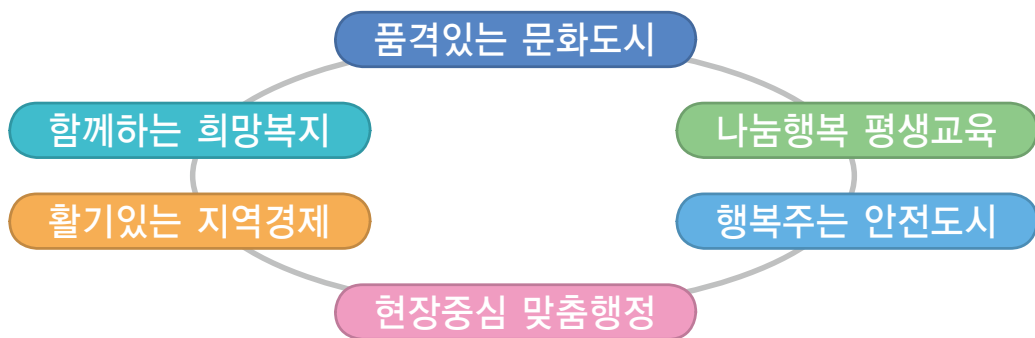 품격있는 문화도시
함께하는 희망복지
나눔행복 평생교육
활기있는 지역경제
행복주는 안전도시
현장중심 맞춤행정